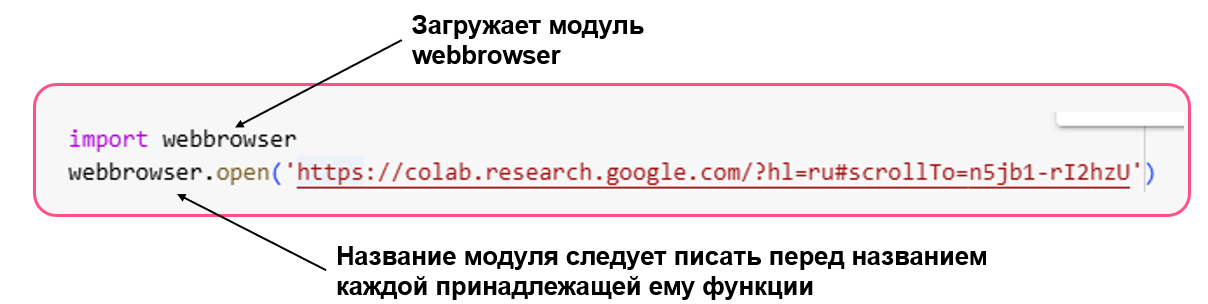 Загружает модуль
webbrowser
import webbrowser
webbrowser.open('https://colab.research.google.com/?hl=ru#scrollTo=n5jb1-rI2hzU')
Название модуля следует писать перед названием
каждой принадлежащей ему функции